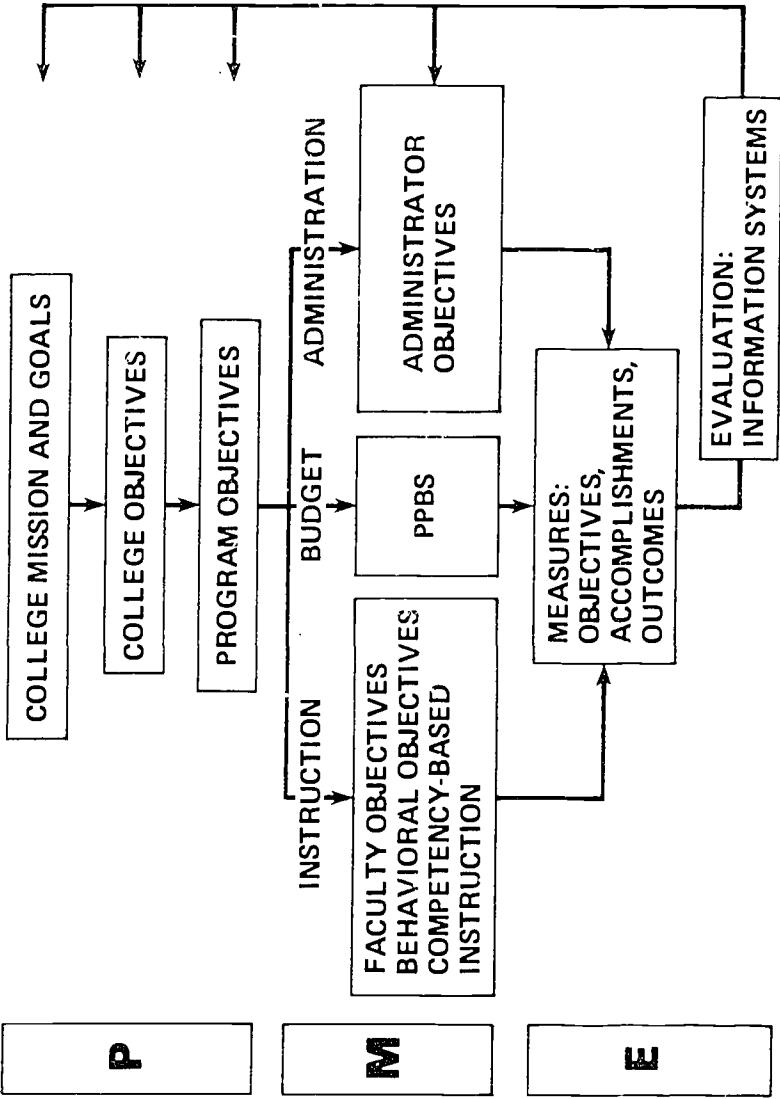 P
COLLEGE MISSION AND GOALS
COLLEGE OBJECTIVES
PROGRAM OBJECTIVES
M
INSTRUCTION
BUDGET
ADMINISTRATION
FACULTY OBJECTIVES
BEHAVIORAL OBJECTIVES
COMPETENCY-BASED
INSTRUCTION
PPBS
ADMINISTRATOR
OBJECTIVES
E
MEASURES:
OBJECTIVES,
ACCOMPLISHMENTS,
OUTCOMES
EVALUATION:
INFORMATION SYSTEMS